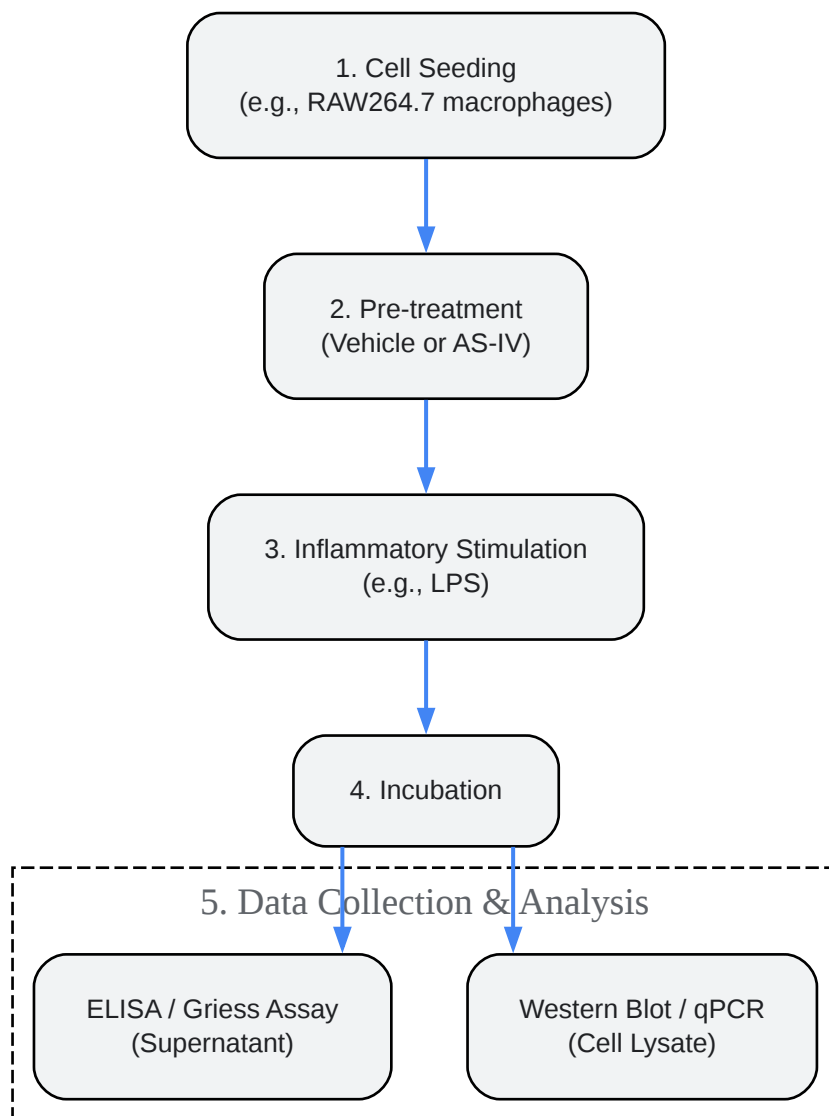 1. Cell Seeding
(e.g., RAW264.7 macrophages)
2. Pre-treatment
(Vehicle or AS-IV)
3. Inflammatory Stimulation
(e.g., LPS)
4. Incubation
5. Data Collection & Analysis
ELISA / Griess Assay
(Supernatant)
Western Blot / qPCR
(Cell Lysate)